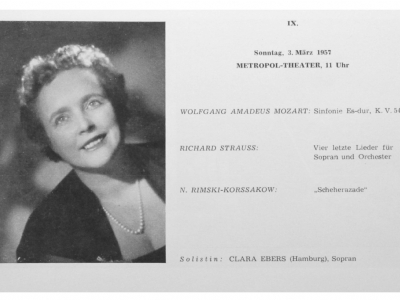 IX.
Sonntag, 3. März 1957
METROPOL-THEATER, 11 Uhr
WOLFGANG AMADEUS MOZART: Sinfonie Es-dur, K. V. 54
RICHARD STRAUSS: Vier letzte Lieder für
Sopran und Orchester
N. RIMSKI-KORSSAKOW: „Scheherazade“
Solistin: CLARA EBERS (Hamburg), Sopran